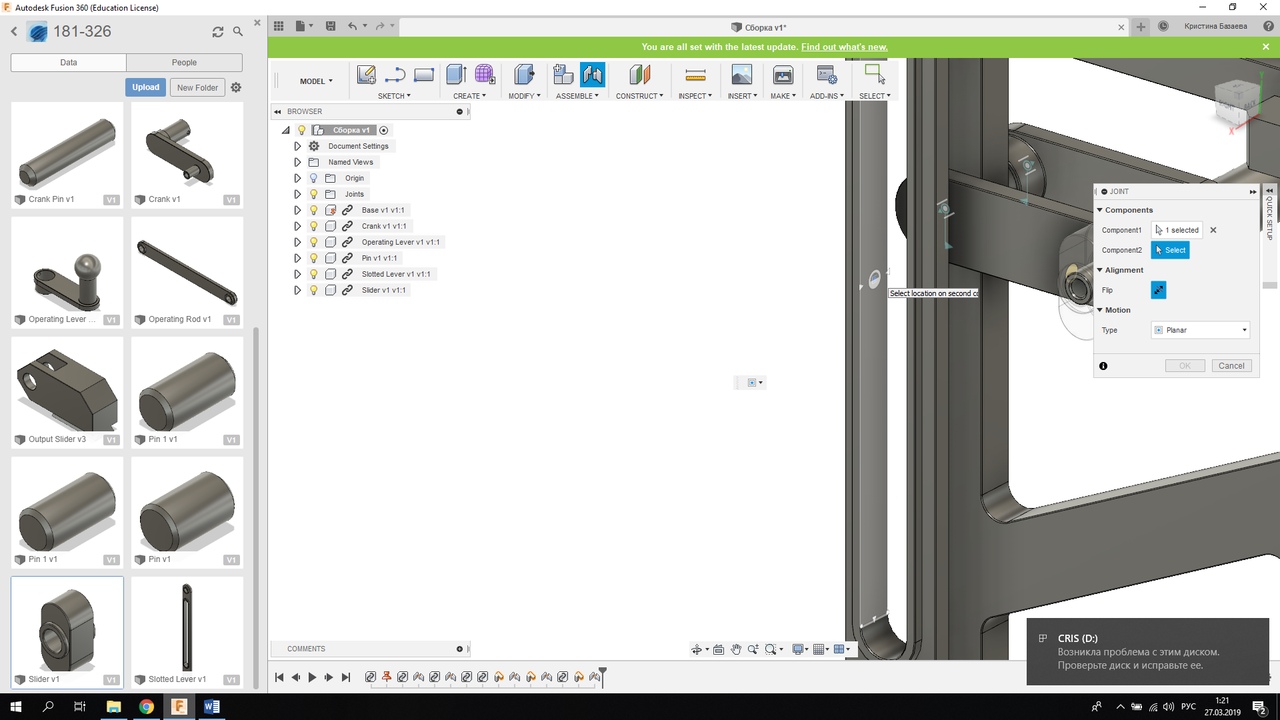 Autodesk Fusion 360 (Education License)
181-326
Сборка v1*
Кристина Базаева
You are all set with the latest update. Find out what's new.
Data
People
Upload
New Folder
MODEL
SKETCH
CREATE
MODIFY
ASSEMBLE
CONSTRUCT
INSPECT
INSERT
MAKE
ADD-INS
SELECT
BROWSER
Сборка v1
Document Settings
Named Views
Origin
Joints
Base v1 v1:1
Crank v1 v1:1
Operating Lever v1 v1:1
Pin v1 v1:1
Slotted Lever v1 v1:1
Slider v1 v1:1
Crank Pin v1
V1
Crank v1
V1
Operating Lever ...
V1
Operating Rod v1
V1
Output Slider v3
V1
Pin 1 v1
V1
Pin 1 v1
V1
Pin v1
V1
Slider v1
V1
Slotted Lever v1
V1
Select location on second co
JOINT
QUICK SETUP
Components
Component1
1 selected
Component2
Select
Alignment
Flip
Motion
Type
Planar
OK
Cancel
COMMENTS
CRIS (D:)
Возникла проблема с этим диском.
Проверьте диск и исправьте ее.
РУС
1:21
27.03.2019
2